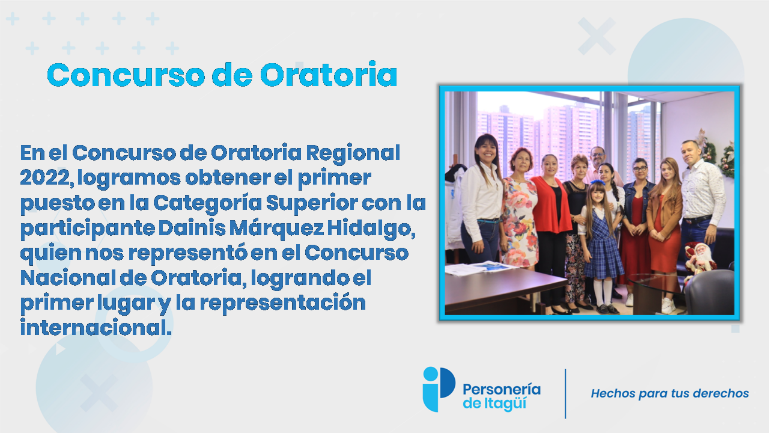 Concurso de Oratoria
En el Concurso de Oratoria Regional
2022, logramos obtener el primer
puesto en la Categoría Superior con la
participante Dainis Márquez Hidalgo,
quien nos representó en el Concurso
Nacional de Oratoria, logrando el
primer lugar y la representación
internacional.
Personería
de Itagüí
Hechos para tus derechos